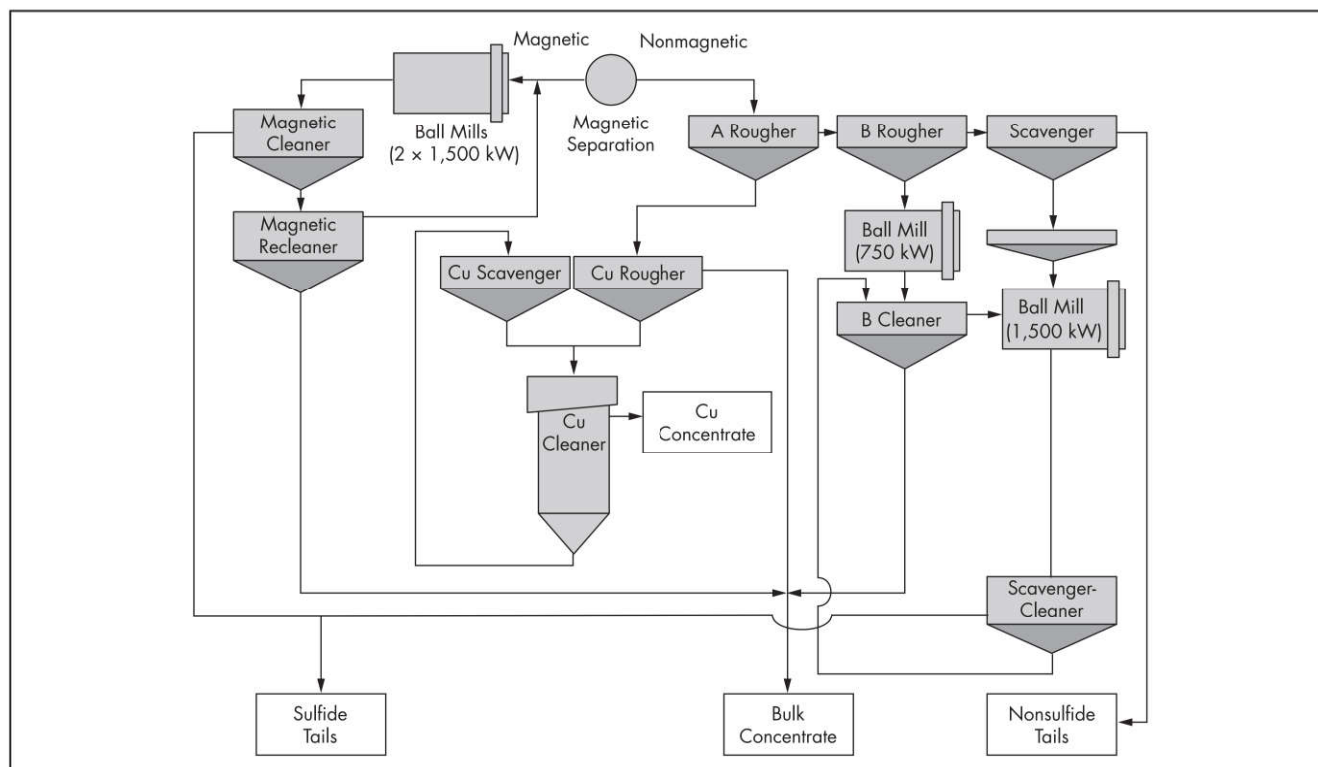 Magnetic
Nonmagnetic
Magnetic
Cleaner
Ball Mills
(2 × 1,500 kW)
Magnetic
Separation
A Rougher
B Rougher
Scavenger
Magnetic
Recleaner
Cu Scavenger
Cu Rougher
Ball Mill
(750 kW)
B Cleaner
Ball Mill
(1,500 kW)
Cu
Cleaner
Cu
Concentrate
Scavenger-
Cleaner
Sulfide
Tails
Bulk
Concentrate
Nonsulfide
Tails